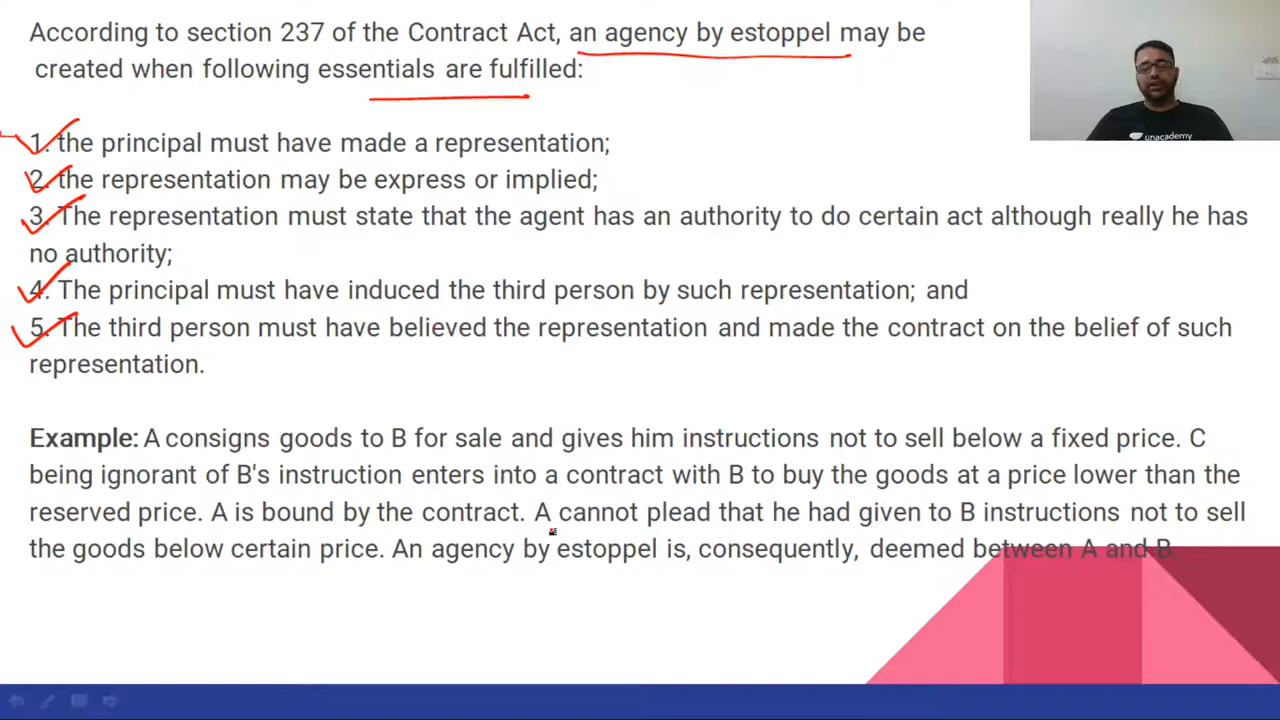 According to section 237 of the Contract Act, an agency by estoppel may be
created when following essentials are fulfilled:
1. the principal must have made a representation;
2. the representation may be express or implied;
3. The representation must state that the agent has an authority to do certain act although really he has
no authority;
4. The principal must have induced the third person by such representation; and
5. The third person must have believed the representation and made the contract on the belief of such
representation.
Example: A consigns goods to B for sale and gives him instructions not to sell below a fixed price. C
being ignorant of B's instruction enters into a contract with B to buy the goods at a price lower than the
reserved price. A is bound by the contract. A cannot plead that he had given to B instructions not to sell
the goods below certain price. An agency by estoppel is, consequently, deemed between A and B.
unacademy